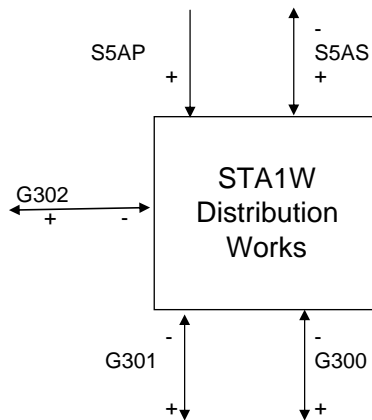 -
S5AP S5AS
+ +
STA1W
Distribution
Works
G302
+ -
- -
G301 G300
+ +